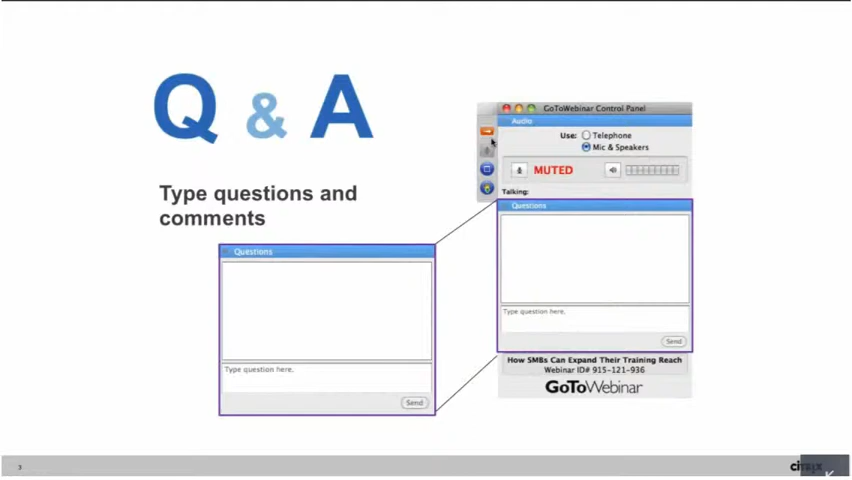 Q & A
Type questions and
comments
Questions
Type question here.
Send
GoToWebinar Control Panel
Audio
Use: Telephone
Mic & Speakers
MUTED
Talking:
Questions
Type question here.
Send
How SMBs Can Expand Their Training Reach
Webinar ID# 915-121-936
GoToWebinar
3